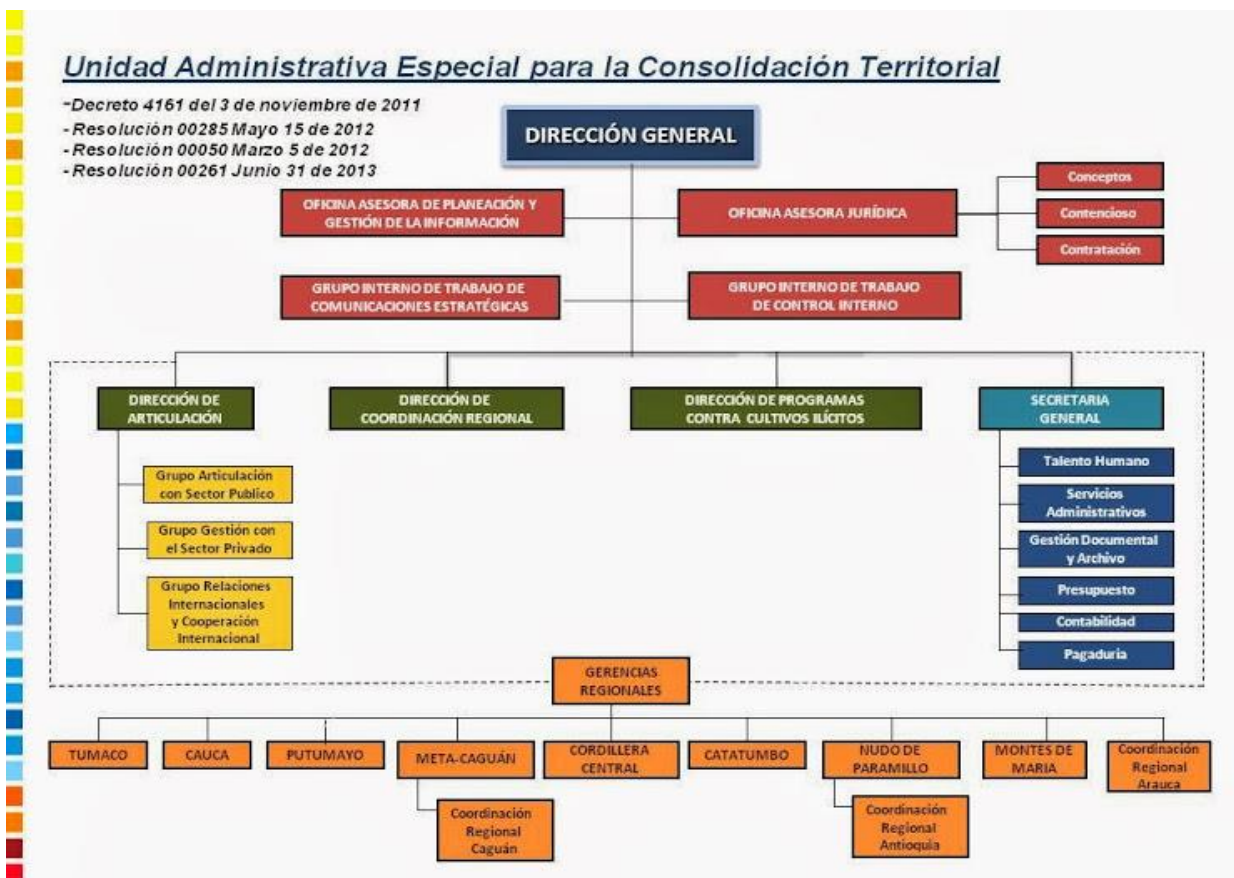 Unidad Administrativa Especial para la Consolidación Territorial
-Decreto 4161 del 3 de noviembre de 2011
- Resolución 00285 Mayo 15 de 2012
- Resolución 00050 Marzo 5 de 2012
- Resolución 00261 Junio 31 de 2013
DIRECCIÓN GENERAL
OFICINA ASESORA DE PLANEACIÓN Y
GESTIÓN DE LA INFORMACIÓN
OFICINA ASESORA JURÍDICA
Conceptos
Contencioso
Contratación
GRUPO INTERNO DE TRABAJO DE
COMUNICACIONES ESTRATÉGICAS
GRUPO INTERNO DE TRABAJO
DE CONTROL INTERNO
DIRECCIÓN DE
ARTICULACIÓN
DIRECCIÓN DE
COORDINACIÓN REGIONAL
DIRECCIÓN DE PROGRAMAS
CONTRA CULTIVOS ILÍCITOS
SECRETARIA
GENERAL
Grupo Articulación
con Sector Publico
Grupo Gestión con
el Sector Privado
Grupo Relaciones
Internacionales
y Cooperación
Internacional
Talento Humano
Servicios
Administrativos
Gestión Documental
y Archivo
Presupuesto
Contabilidad
Pagaduria
GERENCIAS
REGIONALES
TUMACO
CAUCA
PUTUMAYO
META-CAGUÁN
CORDILLERA
CENTRAL
CATATUMBO
NUDO DE
PARAMILLO
MONTES DE
MARIA
Coordinación
Regional
Arauca
Coordinación
Regional
Caguán
Coordinación
Regional
Antioquia